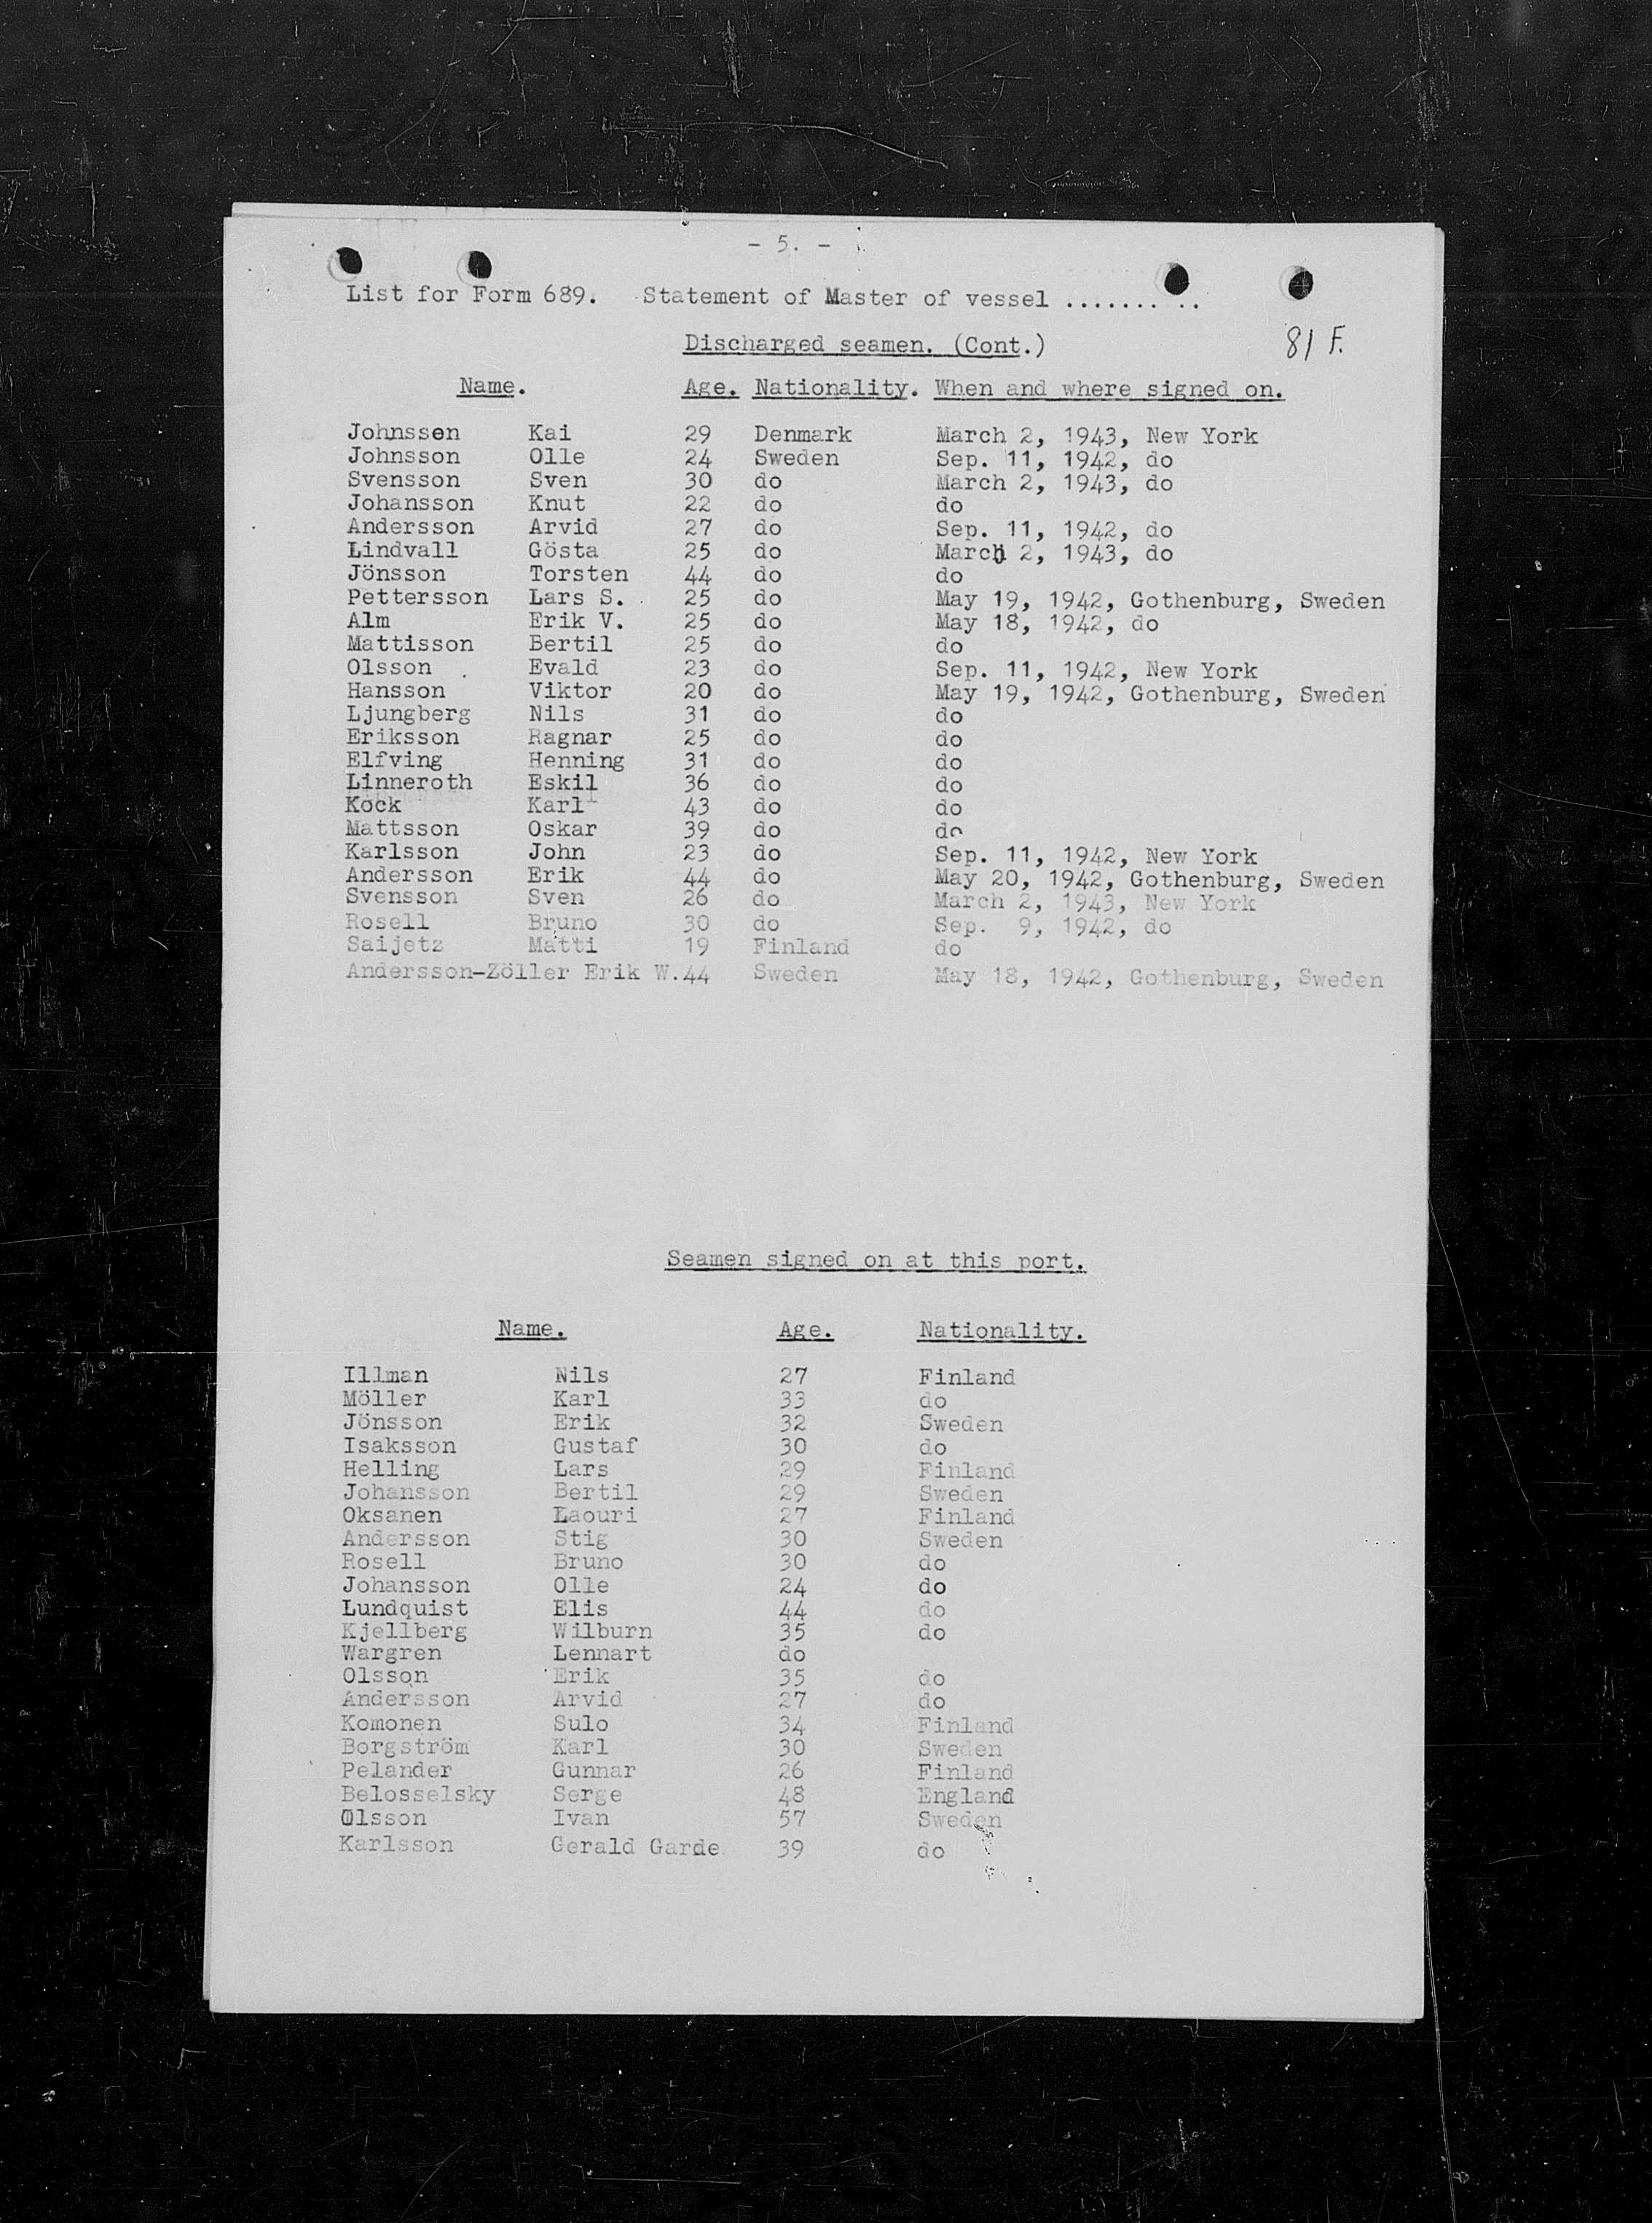 - 5. -
List for Form 689. Statement of Master of vessel ..........
Discharged seamen. (Cont.)
81 F.
Name. Age. Nationality. When and where signed on.
Johnssen Kai 29 Denmark March 2, 1943, New York
Johnsson Olle 24 Sweden Sep. 11, 1942, do
Svensson Sven 30 do March 2, 1943, do
Johansson Knut 22 do do
Andersson Arvid 27 do Sep. 11, 1942, do
Lindvall Gösta 25 do March 2, 1943, do
Jönsson Torsten 44 do do
Pettersson Lars S. 25 do May 19, 1942, Gothenburg, Sweden
Alm Erik V. 25 do May 18, 1942, do
Mattisson Bertil 25 do do
Olsson Evald 23 do Sep. 11, 1942, New York
Hansson Viktor 20 do May 19, 1942, Gothenburg, Sweden
Ljungberg Nils 31 do do
Eriksson Ragnar 25 do do
Elfving Henning 31 do do
Linneroth Eskil 36 do do
Kock Karl 43 do do
Mattsson Oskar 39 do do
Karlsson John 23 do Sep. 11, 1942, New York
Andersson Erik 44 do May 20, 1942, Gothenburg, Sweden
Svensson Sven 26 do March 2, 1943, New York
Rosell Bruno 30 do Sep. 9, 1942, do
Saijetz Matti 19 Finland do
Andersson-Zöller Erik W. 44 Sweden May 18, 1942, Gothenburg, Sweden
Seamen signed on at this port.
Name. Age. Nationality.
Illman Nils 27 Finland
Möller Karl 33 do
Jönsson Erik 32 Sweden
Isaksson Gustaf 30 do
Helling Lars 29 Finland
Johansson Bertil 29 Sweden
Oksanen Laouri 27 Finland
Andersson Stig 30 Sweden
Rosell Bruno 30 do
Johansson Olle 24 do
Lundquist Elis 44 do
Kjellberg Wilburn 35 do
Wargren Lennart do
Olsson Erik 35 do
Andersson Arvid 27 do
Komonen Sulo 34 Finland
Borgström Karl 30 Sweden
Pelander Gunnar 26 Finland
Belosselsky Serge 48 England
Olsson Ivan 57 Sweden
Karlsson Gerald Garde 39 do